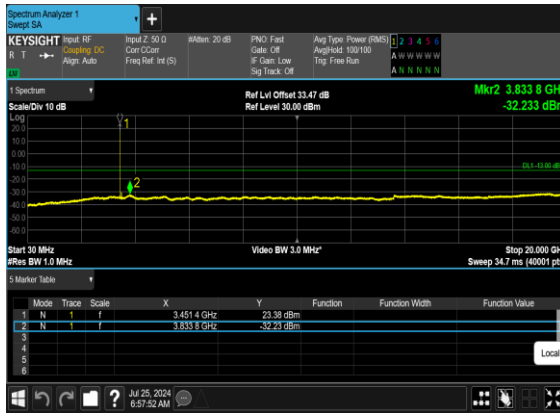 Spectrum Analyzer 1
Swept SA
+
KEYSIGHT Input: RF Input Z: 50 Ω #Atten: 20 dB PNO: Fast Avg Type: Power (RMS) 1 2 3 4 5 6
R T Coupling: DC Corr CCorr Gate: Off Avg|Hold: 100/100 A W W W W W
Align: Auto Freq Ref: Int (S) IF Gain: Low Trig: Free Run
Sig Track: Off A N N N N N
1 Spectrum Ref Lvl Offset 33.47 dB Mkr2 3.833 8 GH
Scale/Div 10 dB Ref Level 30.00 dBm -32.233 dBr
Log
20.0
10.0
0.00
-10.0
-20.0
-30.0
-40.0
-50.0
-60.0
1
2
DL1 -13.00 dB
Start 30 MHz Video BW 3.0 MHz* Stop 20.000 GH
#Res BW 1.0 MHz Sweep 34.7 ms (40001 pts
5 Marker Table
Mode Trace Scale X Y Function Function Width Function Value
1 N 1 f 3.451 4 GHz 23.38 dBm
2 N 1 f 3.833 8 GHz -32.23 dBm
3
4
5
6
Local
? Jul 25, 2024
6:57:52 AM